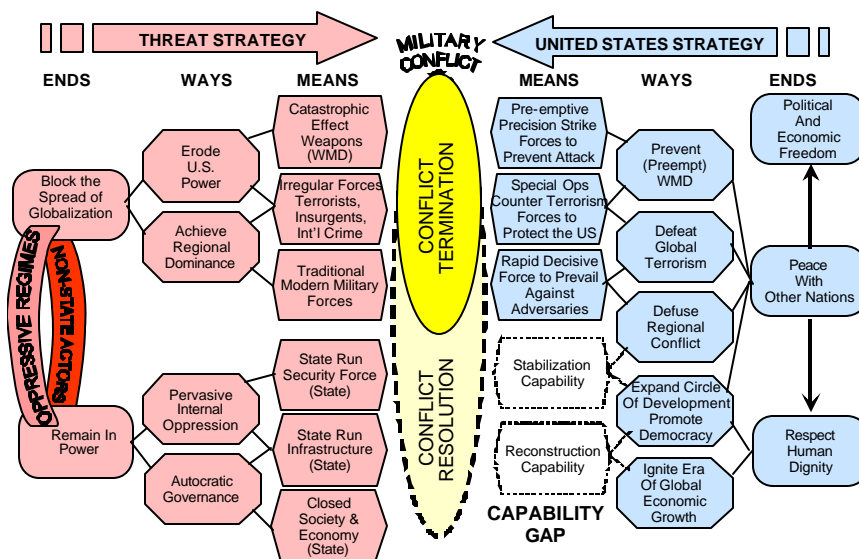 THREAT STRATEGY
MILITARY
CONFLICT
UNITED STATES STRATEGY
ENDS
WAYS
MEANS
MEANS
WAYS
ENDS
Block the
Spread of
Globalization
OPPRESSIVE REGIMES
NON-STATE ACTORS
Remain In
Power
Erode
U.S.
Power
Achieve
Regional
Dominance
Pervasive
Internal
Oppression
Autocratic
Governance
Catastrophic
Effect
Weapons
(WMD)
Irregular Forces
Terrorists,
Insurgents,
Int'l Crime
Traditional
Modern Military
Forces
State Run
Security Force
(State)
State Run
Infrastructure
(State)
Closed
Society &
Economy
(State)
CONFLICT
TERMINATION
CONFLICT
RESOLUTION
Pre-emptive
Precision Strike
Forces to
Prevent Attack
Special Ops
Counter Terrorism
Forces to
Protect the US
Rapid Decisive
Force to Prevail
Against
Adversaries
Stabilization
Capability
Reconstruction
Capability
CAPABILITY
GAP
Prevent
(Preempt)
WMD
Defeat
Global
Terrorism
Defuse
Regional
Conflict
Expand Circle
Of Development
Promote
Democracy
Ignite Era
Of Global
Economic
Growth
Political
And
Economic
Freedom
Peace
With
Other Nations
Respect
Human
Dignity